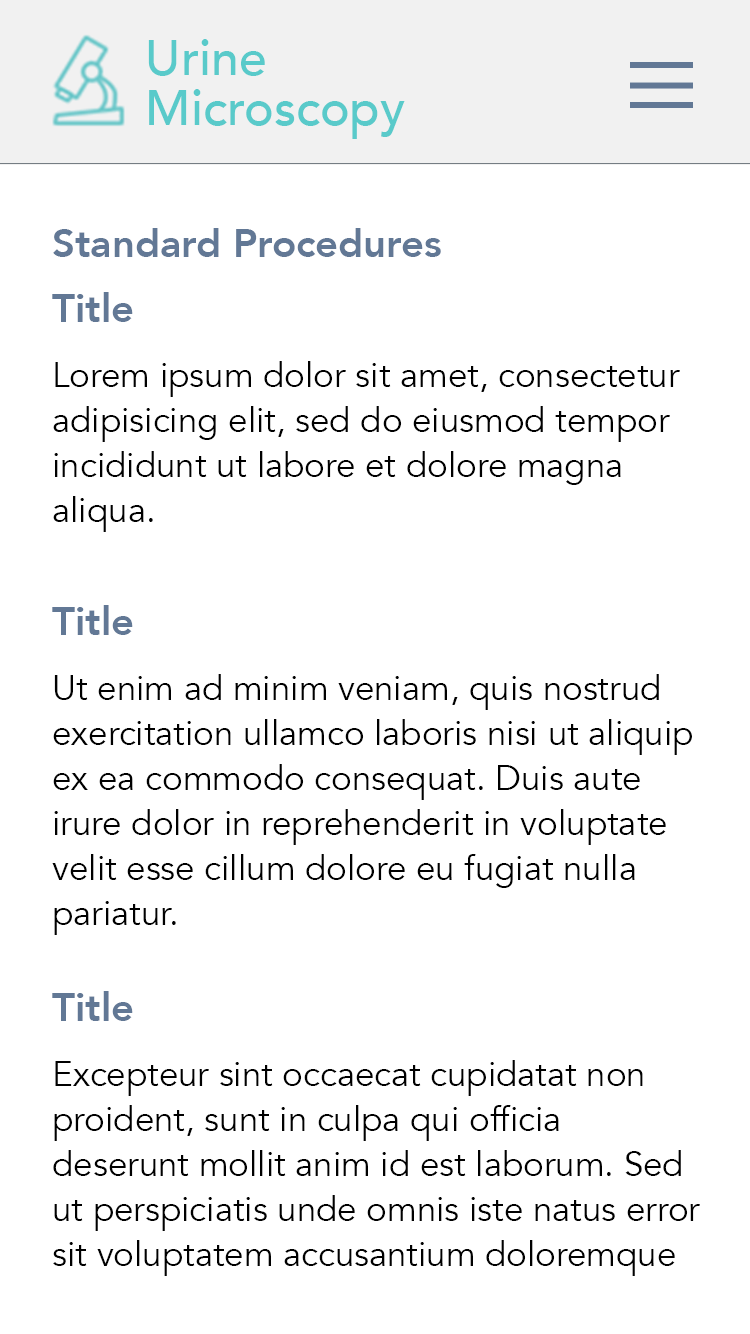 Urine
Microscopy
Standard Procedures
Title
Lorem ipsum dolor sit amet, consectetur
adipisicing elit, sed do eiusmod tempor
incididunt ut labore et dolore magna
aliqua.
Title
Ut enim ad minim veniam, quis nostrud
exercitation ullamco laboris nisi ut aliquip
ex ea commodo consequat. Duis aute
irure dolor in reprehenderit in voluptate
velit esse cillum dolore eu fugiat nulla
pariatur.
Title
Excepteur sint occaecat cupidatat non
proident, sunt in culpa qui officia
deserunt mollit anim id est laborum. Sed
ut perspiciatis unde omnis iste natus error
sit voluptatem accusantium doloremque